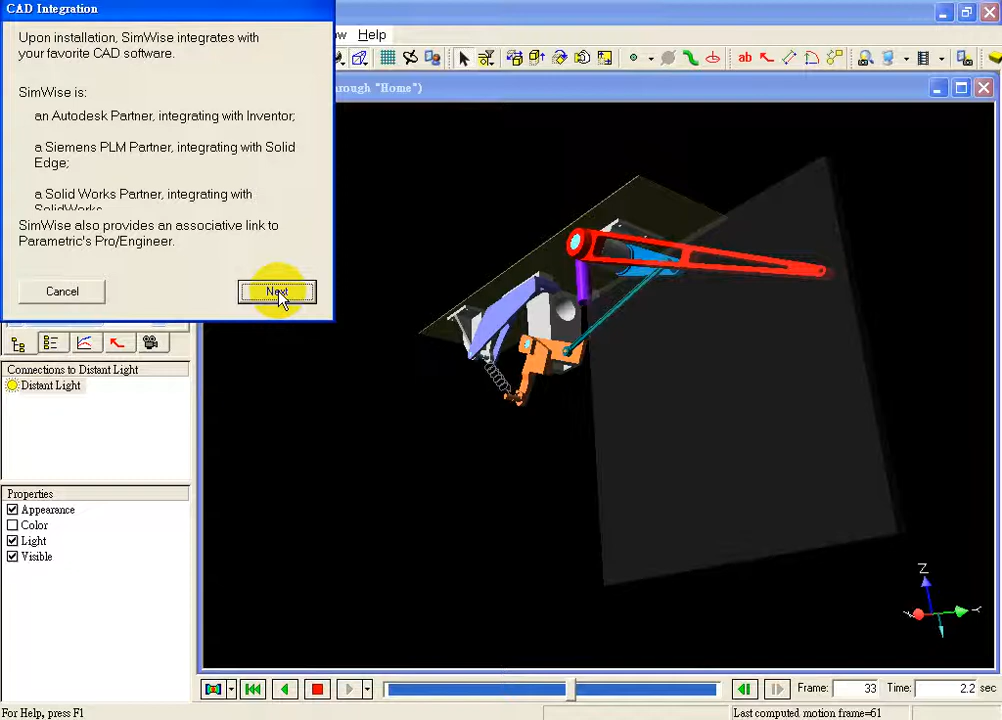 CAD Integration
Upon installation, SimWise integrates with
your favorite CAD software.
SimWise is:
an Autodesk Partner, integrating with Inventor;
a Siemens PLM Partner, integrating with Solid
Edge;
a Solid Works Partner, integrating with
SolidWorks
SimWise also provides an associative link to
Parametric's Pro/Engineer.
Cancel
Next
Help
ab
rough "Home")
Connections to Distant Light
Distant Light
Properties
Appearance
Color
Light
Visible
Z
Frame: 33 Time: 2.2 sec
For Help, press F1
Last computed motion frame=61